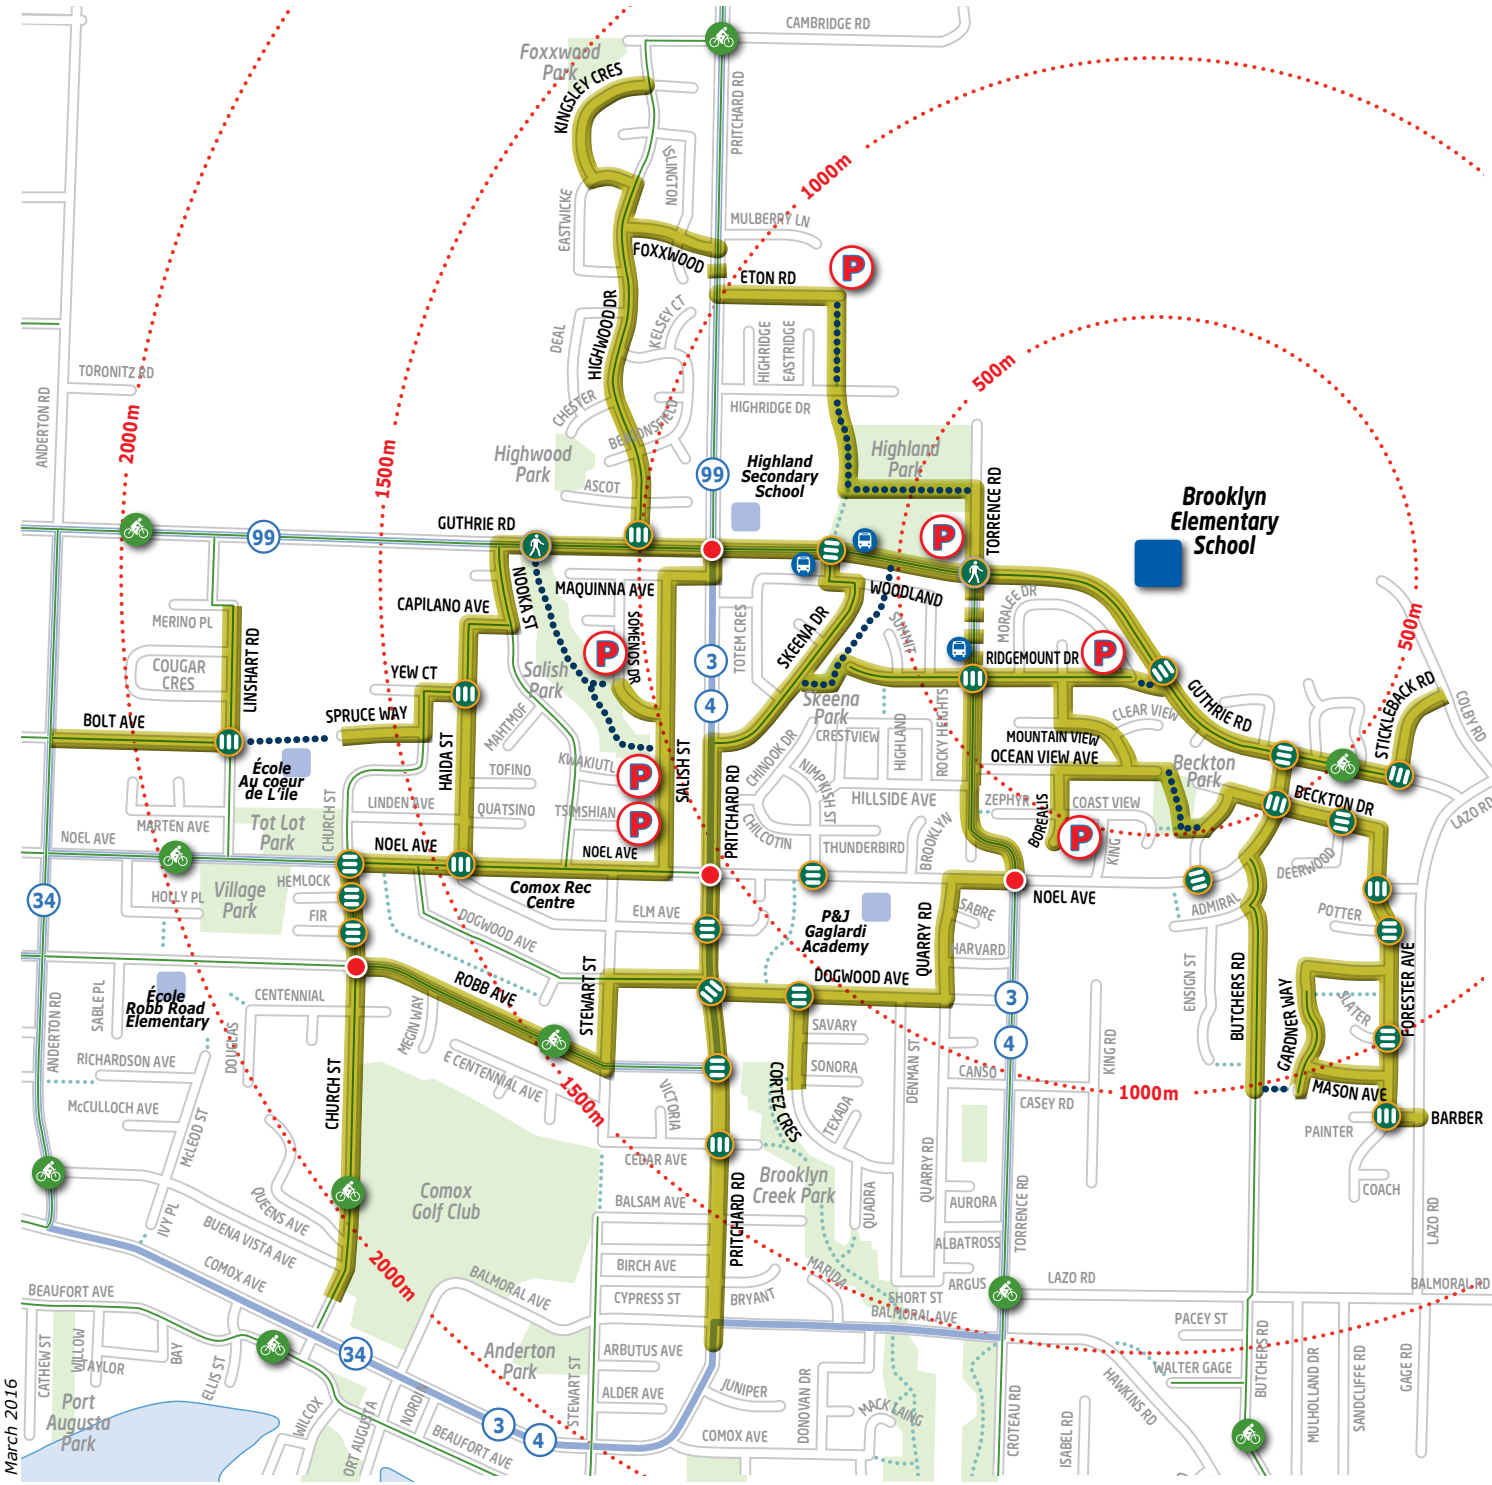 CAMBRIDGE RD
Foxxwood
Park
KINGSLEY CRES
PRITCHARD RD
ISLINGTON
1000m
EASTWICKE
MULBERRY LN
FOXXWOOD
ETON RD
P
HIGHWOOD DR
KELSEY CT
DEAL
HIGHRIDGE
EASTRIDGE
500m
TORONITZ RD
ANDERTON RD
2000m
1500m
CHESTER
BEACONSFIELD
HIGHRIDGE DR
Highwood
Park
ASCOT
99
Highland
Secondary
School
Highland
Park
TORRENCE RD
Brooklyn
Elementary
School
GUTHRIE RD
99
P
NOOKA ST
MAQUINNA AVE
WOODLAND
CAPILANO AVE
SOMENOS DR
TOTEM CRES
SKEENA DR
SUMMIT
MORALEE DR
500m
MERINO PL
LINSHART RD
COUGAR
CRES
YEW CT
Salish
Park
P
3
RIDGEMOUNT DR
P
STICKLEBACK RD
COLBY RD
BOLT AVE
SPRUCE WAY
MAHTMOF
4
Skeena
Park
CRESTVIEW
HIGHLAND
ROCKY HEIGHTS
CLEAR VIEW
GUTHRIE RD
MOUNTAIN VIEW
OCEAN VIEW AVE
Beckton
Park
HAIDA ST
École
Au coeur
de L'île
TOFINO
KWAKIUTL
P
SALISH ST
PRITCHARD RD
CHINOOK DR
NIMPKISH ST
CHURCH ST
LINDEN AVE
QUATSINO
TSIMSHIAN
P
HILLSIDE AVE
ZEPHYR
BOREALIS
COAST VIEW
BECKTON DR
LAZO RD
MARTEN AVE
Tot Lot
Park
CHILCOTIN
BROOKLYN
P
KING
NOEL AVE
NOEL AVE
NOEL AVE
THUNDERBIRD
DEERWOOD
34
HOLLY PL
Village
Park
HEMLOCK
FIR
Comox Rec
Centre
ELM AVE
P&J
Gaglardi
Academy
QUARRY RD
SABRE
NOEL AVE
ADMIRAL
POTTER
DOGWOOD AVE
HARVARD
SABLE PL
École
Robb Road
Elementary
CENTENNIAL
ROBB AVE
STEWART ST
DOGWOOD AVE
3
ENSIGN ST
BUTCHERS RD
GARDNER WAY
SLATER
FORESTER AVE
ANDERTON RD
DOUGLAS
MEGIN WAY
SAVARY
DENMAN ST
4
KING RD
RICHARDSON AVE
E CENTENNIAL AVE
SONORA
CANSO
McCULLOCH AVE
McLEOD ST
CHURCH ST
1500m
VICTORIA
CORTEZ CRES
TEXADA
CASEY RD
1000m
MASON AVE
BARBER
PAINTER
CEDAR AVE
QUARRY RD
COACH
IVY PL
QUEENS AVE
Comox
Golf Club
BALSAM AVE
PRITCHARD RD
Brooklyn
Creek Park
QUADRA
AURORA
TORRENCE RD
LAZO RD
BUENA VISTA AVE
ALBATROSS
COMOX AVE
2000m
BALMORAL AVE
BIRCH AVE
MARIDA
ARGUS
LAZO RD
BALMORAL RD
BEAUFORT AVE
CYPRESS ST
BRYANT
SHORT ST
BALMORAL AVE
PACEY ST
CATHEW ST
WILLOW
TAYLOR
BAY
ELLIS ST
34
Anderton
Park
ARBUTUS AVE
WALTER GAGE
BUTCHERS RD
MULHOLLAND DR
SANDCLIFFE RD
GAGE RD
Port
Augusta
Park
WILCOX
NORDIN
ALDER AVE
JUNIPER
DONOVAN DR
MACK LAING
HAWKINS RD
STEWART ST
3
4
COMOX AVE
BEAUFORT AVE
ORT AUGUSTA
CROTEAU RD
ISABEL RD
March 2016